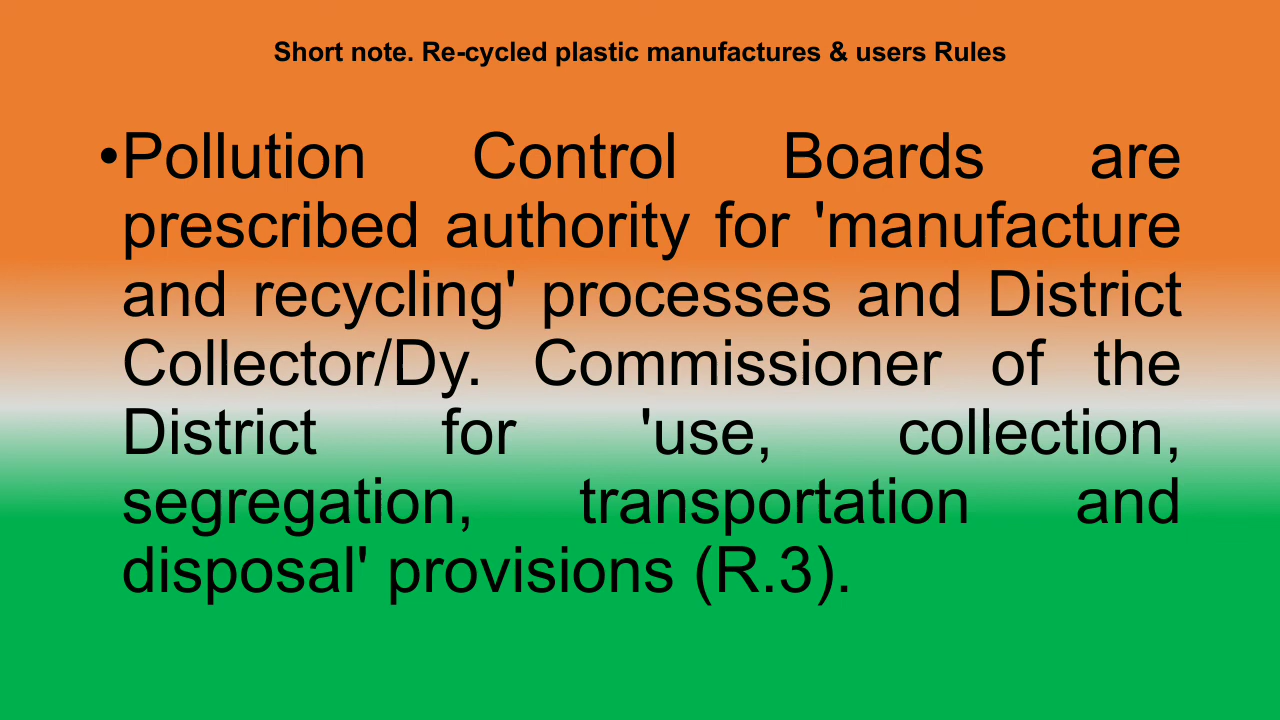 Short note. Re-cycled plastic manufactures & users Rules
•Pollution Control Boards are
prescribed authority for 'manufacture
and recycling' processes and District
Collector/Dy. Commissioner of the
District for 'use, collection,
segregation, transportation and
disposal' provisions (R.3).